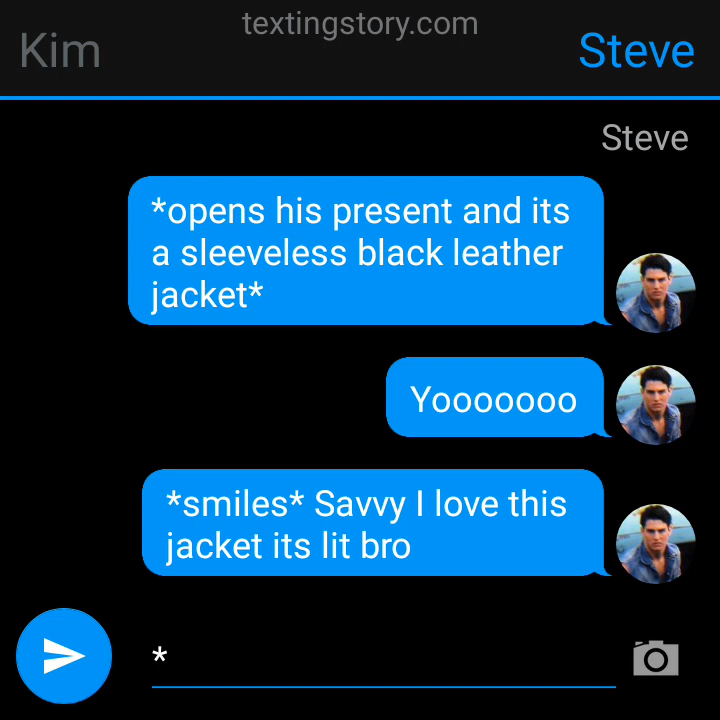 textingstory.com
Kim
Steve
Steve
*opens his present and its
a sleeveless black leather
jacket*
Yooooooo
*smiles* Savvy I love this
jacket its lit bro
*